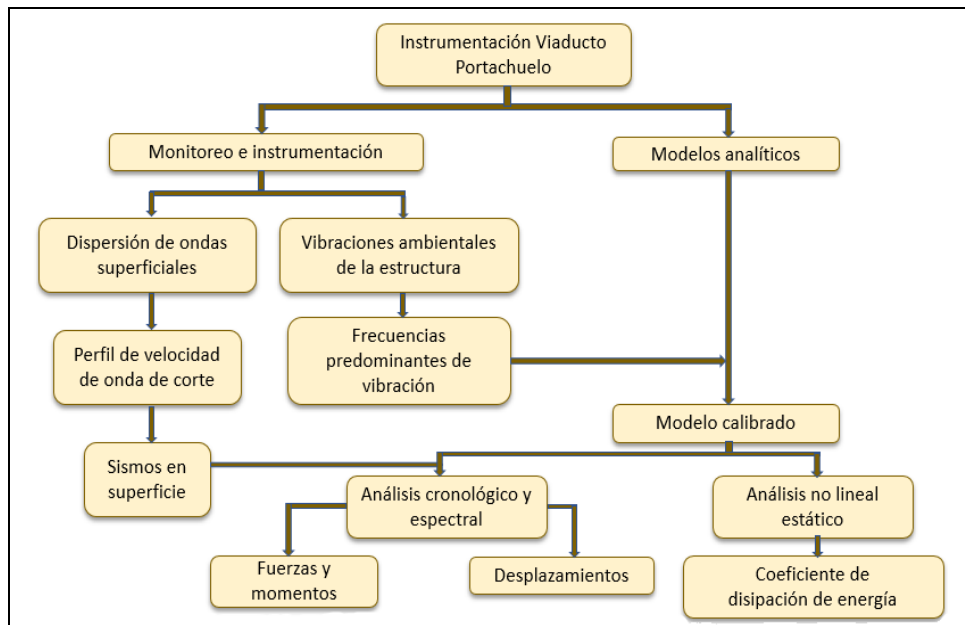 Instrumentación Viaducto
Portachuelo
Monitoreo e instrumentación
Modelos analíticos
Dispersión de ondas
superficiales
Vibraciones ambientales
de la estructura
Perfil de velocidad
de onda de corte
Frecuencias
predominantes de
vibración
Modelo calibrado
Sismos en
superficie
Análisis cronológico y
espectral
Análisis no lineal
estático
Fuerzas y
momentos
Desplazamientos
Coeficiente de
disipación de energía